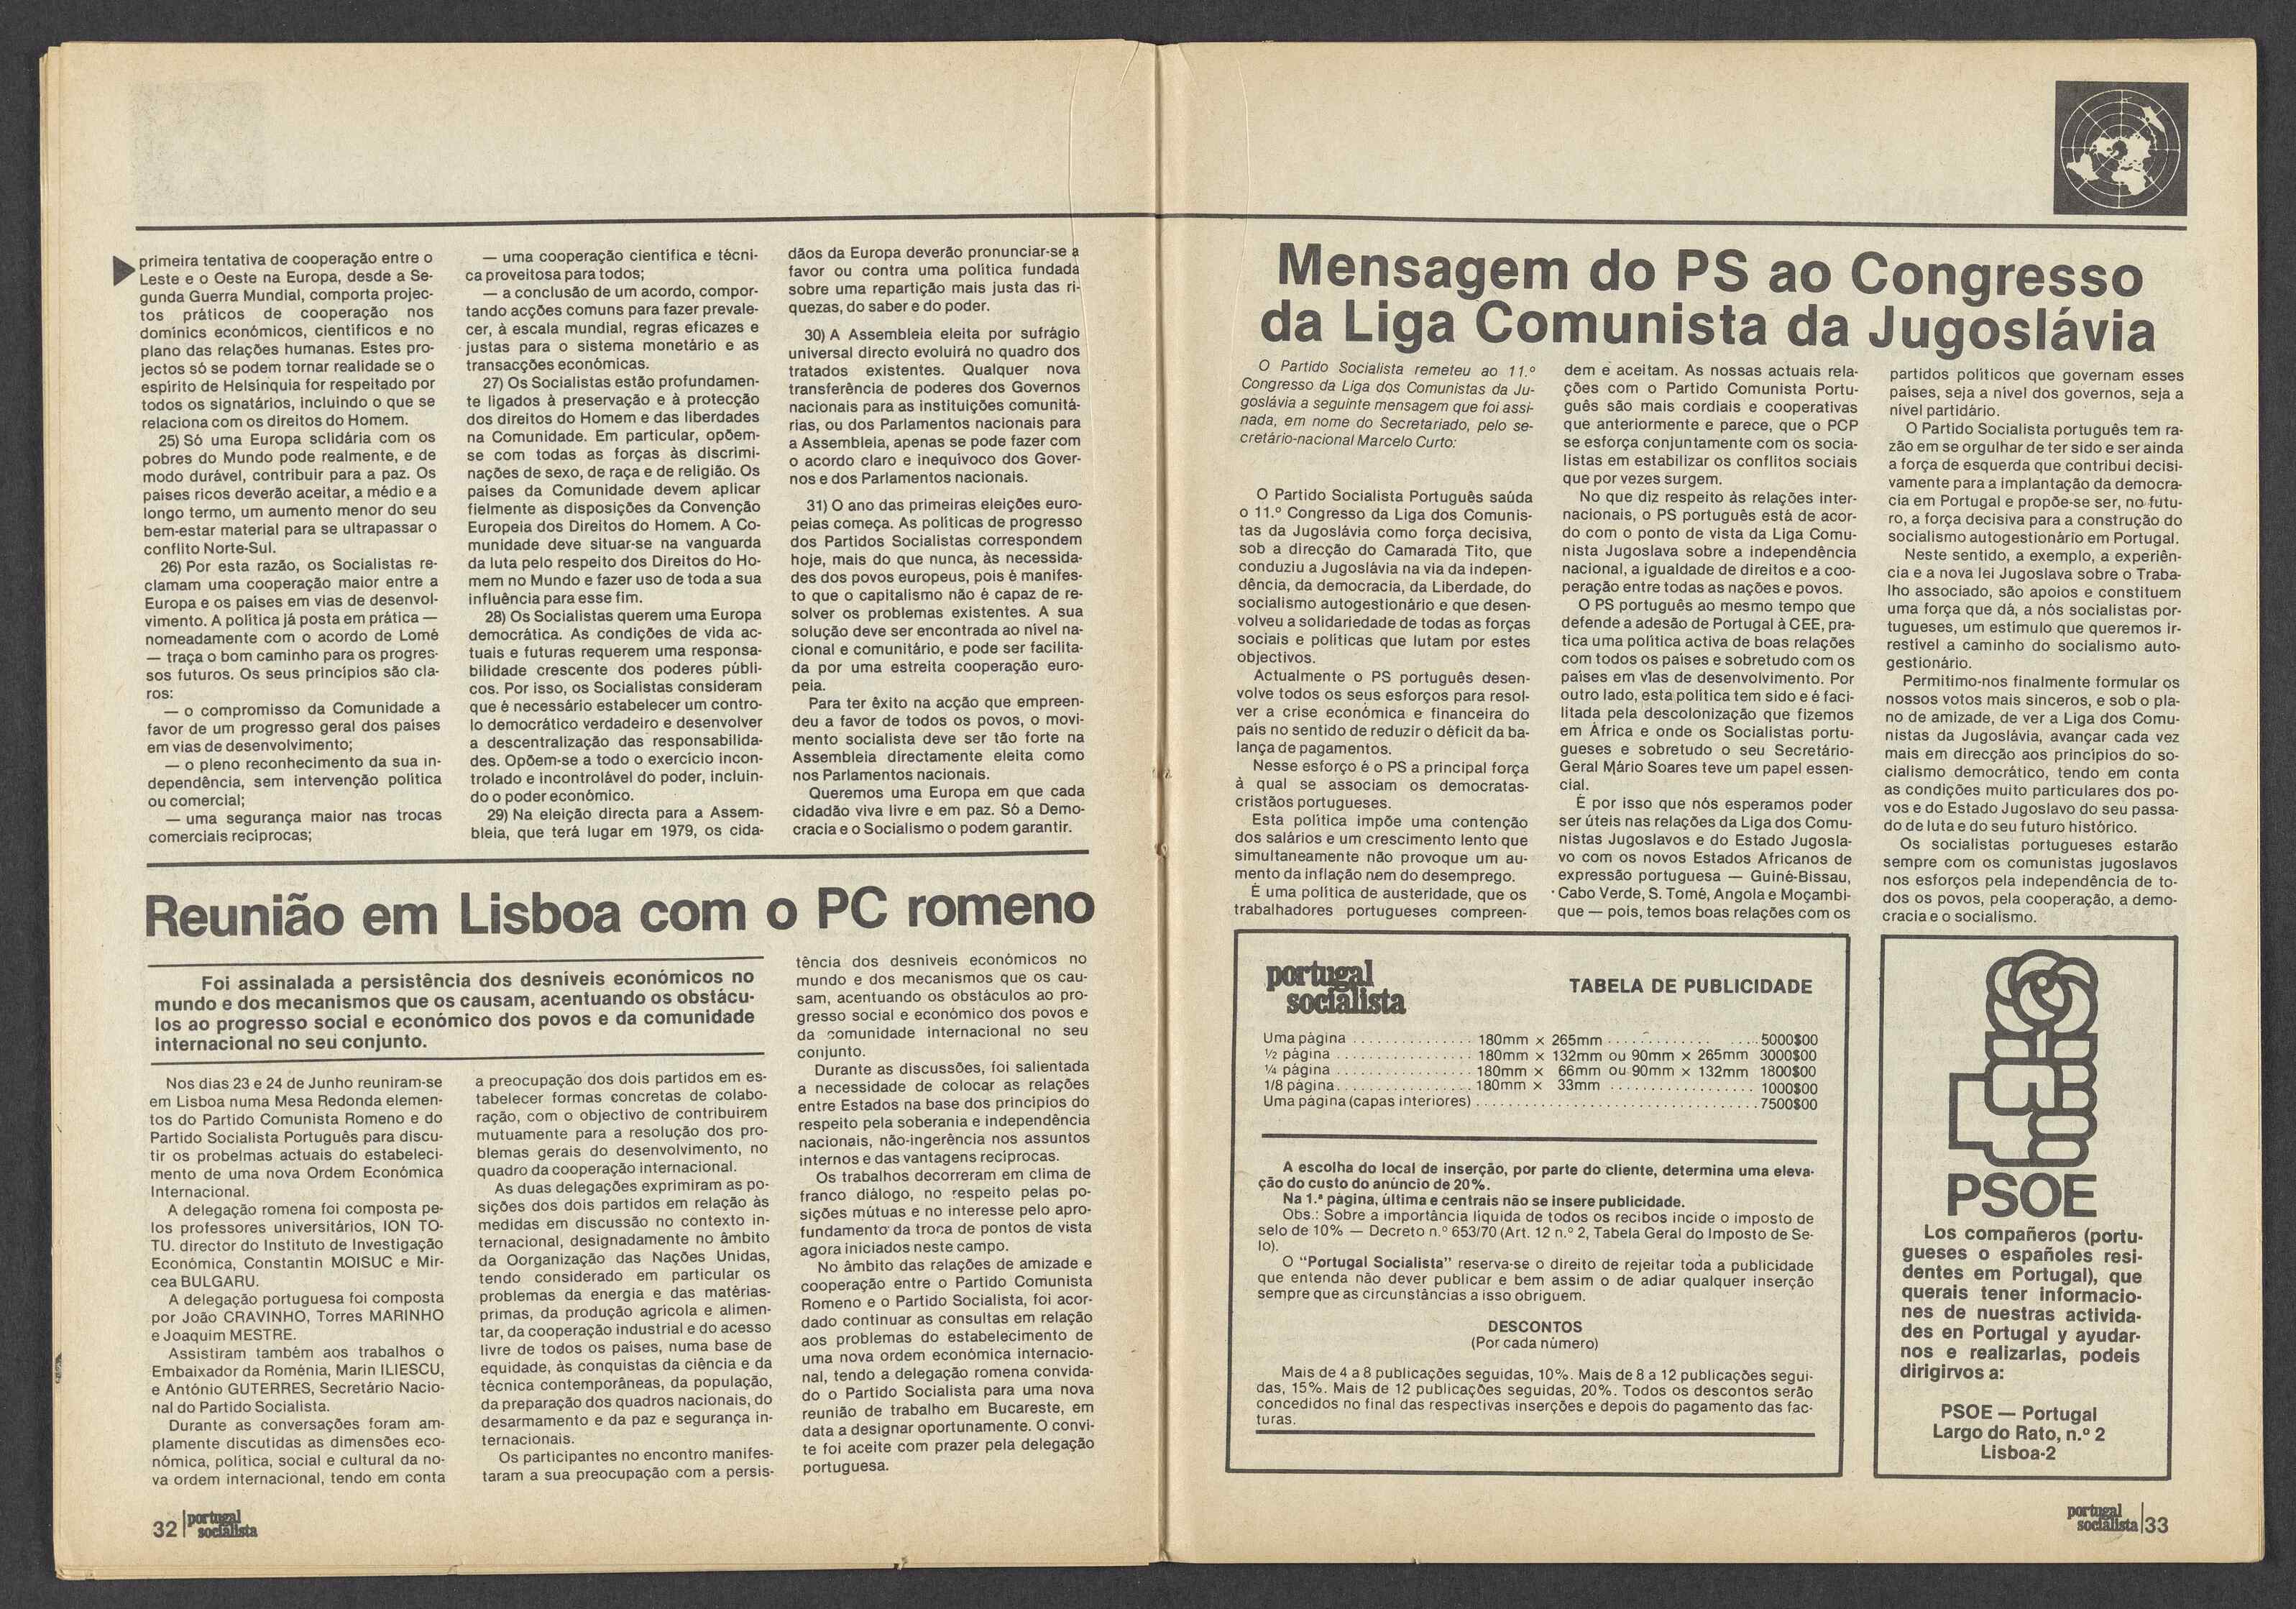 primeira tentativa de cooperação entre o
Leste e o Oeste na Europa, desde a Se-
gunda Guerra Mundial, comporta projec-
tos práticos de cooperação nos
domínics económicos, científicos e no
plano das relações humanas. Estes pro-
jectos só se podem tornar realidade se o
espírito de Helsínquia for respeitado por
todos os signatários, incluindo o que se
relaciona com os direitos do Homem.
25) Só uma Europa sclidária com os
pobres do Mundo pode realmente, e de
modo durável, contribuir para a paz. Os
países ricos deverão aceitar, a médio e a
longo termo, um aumento menor do seu
bem-estar material para se ultrapassar o
conflito Norte-Sul.
26) Por esta razão, os Socialistas re-
clamam uma cooperação maior entre a
Europa e os países em vias de desenvol-
vimento. A política já posta em prática —
nomeadamente com o acordo de Lomé
— traça o bom caminho para os progres-
sos futuros. Os seus princípios são cla-
ros:
— o compromisso da Comunidade a
favor de um progresso geral dos países
em vias de desenvolvimento;
— o pleno reconhecimento da sua in-
dependência, sem intervenção política
ou comercial;
— uma segurança maior nas trocas
comerciais recíprocas;
— uma cooperação científica e técni-
ca proveitosa para todos;
— a conclusão de um acordo, compor-
tando acções comuns para fazer prevale-
cer, à escala mundial, regras eficazes e
justas para o sistema monetário e as
transacções económicas.
27) Os Socialistas estão profundamen-
te ligados à preservação e à protecção
dos direitos do Homem e das liberdades
na Comunidade. Em particular, opõem-
se com todas as forças às discrimi-
nações de sexo, de raça e de religião. Os
países da Comunidade devem aplicar
fielmente as disposições da Convenção
Europeia dos Direitos do Homem. A Co-
munidade deve situar-se na vanguarda
da luta pelo respeito dos Direitos do Ho-
mem no Mundo e fazer uso de toda a sua
influência para esse fim.
28) Os Socialistas querem uma Europa
democrática. As condições de vida ac-
tuais e futuras requerem uma responsa-
bilidade crescente dos poderes públi-
cos. Por isso, os Socialistas consideram
que é necessário estabelecer um contro-
lo democrático verdadeiro e desenvolver
a descentralização das responsabilida-
des. Opõem-se a todo o exercício incon-
trolado e incontrolável do poder, incluin-
do o poder económico.
29) Na eleição directa para a Assem-
bleia, que terá lugar em 1979, os cida-
dãos da Europa deverão pronunciar-se a
favor ou contra uma política fundada
sobre uma repartição mais justa das ri-
quezas, do saber e do poder.
30) A Assembleia eleita por sufrágio
universal directo evoluirá no quadro dos
tratados existentes. Qualquer nova
transferência de poderes dos Governos
nacionais para as instituições comunitá-
rias, ou dos Parlamentos nacionais para
a Assembleia, apenas se pode fazer com
o acordo claro e inequívoco dos Gover-
nos e dos Parlamentos nacionais.
31) O ano das primeiras eleições euro-
peias começa. As políticas de progresso
dos Partidos Socialistas correspondem
hoje, mais do que nunca, às necessida-
des dos povos europeus, pois é manifes-
to que o capitalismo não é capaz de re-
solver os problemas existentes. A sua
solução deve ser encontrada ao nível na-
cional e comunitário, e pode ser facilita-
da por uma estreita cooperação euro-
peia.
Para ter êxito na acção que empreen-
deu a favor de todos os povos, o movi-
mento socialista deve ser tão forte na
Assembleia directamente eleita como
nos Parlamentos nacionais.
Queremos uma Europa em que cada
cidadão viva livre e em paz. Só a Demo-
cracia e o Socialismo o podem garantir.
Reunião em Lisboa com o PC romeno
Foi assinalada a persistência dos desníveis económicos no
mundo e dos mecanismos que os causam, acentuando os obstácu-
los ao progresso social e económico dos povos e da comunidade
internacional no seu conjunto.
Nos dias 23 e 24 de Junho reuniram-se
em Lisboa numa Mesa Redonda elemen-
tos do Partido Comunista Romeno e do
Partido Socialista Português para discu-
tir os probelmas actuais do estabeleci-
mento de uma nova Ordem Económica
Internacional.
A delegação romena foi composta pe-
los professores universitários, ION TO-
TU. director do Instituto de Investigação
Económica, Constantin MOISUC e Mir-
cea BULGARU.
A delegação portuguesa foi composta
por João CRAVINHO, Torres MARINHO
e Joaquim MESTRE.
Assistiram também aos trabalhos o
Embaixador da Roménia, Marin ILIESCU,
e António GUTERRES, Secretário Nacio-
nal do Partido Socialista.
Durante as conversações foram am-
plamente discutidas as dimensões eco-
nómica, política, social e cultural da no-
va ordem internacional, tendo em conta
a preocupação dos dois partidos em es-
tabelecer formas concretas de colabo-
ração, com o objectivo de contribuirem
mutuamente para a resolução dos pro-
blemas gerais do desenvolvimento, no
quadro da cooperação internacional.
As duas delegações exprimiram as po-
sições dos dois partidos em relação às
medidas em discussão no contexto in-
ternacional, designadamente no âmbito
da Oorganização das Nações Unidas,
tendo considerado em particular os
problemas da energia e das matérias-
primas, da produção agrícola e alimen-
tar, da cooperação industrial e do acesso
livre de todos os países, numa base de
equidade, às conquistas da ciência e da
técnica contemporâneas, da população,
da preparação dos quadros nacionais, do
desarmamento e da paz e segurança in-
ternacionais.
Os participantes no encontro manifes-
taram a sua preocupação com a persis-
tência dos desníveis económicos no
mundo e dos mecanismos que os cau-
sam, acentuando os obstáculos ao pro-
gresso social e económico dos povos e
da comunidade internacional no seu
conjunto.
Durante as discussões, foi salientada
a necessidade de colocar as relações
entre Estados na base dos princípios do
respeito pela soberania e independência
nacionais, não-ingerência nos assuntos
internos e das vantagens recíprocas.
Os trabalhos decorreram em clima de
franco diálogo, no respeito pelas po-
sições mútuas e no interesse pelo apro-
fundamento da troca de pontos de vista
agora iniciados neste campo.
No âmbito das relações de amizade e
cooperação entre o Partido Comunista
Romeno e o Partido Socialista, foi acor-
dado continuar as consultas em relação
aos problemas do estabelecimento de
uma nova ordem económica internacio-
nal, tendo a delegação romena convida-
do o Partido Socialista para uma nova
reunião de trabalho em Bucareste, em
data a designar oportunamente. O convi-
te foi aceite com prazer pela delegação
portuguesa.
32 portugal
socialista
Mensagem do PS ao Congresso
da Liga Comunista da Jugoslávia
O Partido Socialista remeteu ao 11.º
Congresso da Liga dos Comunistas da Ju-
goslávia a seguinte mensagem que foi assi-
nada, em nome do Secretariado, pelo se-
cretário-nacional Marcelo Curto:
O Partido Socialista Português saúda
o 11.º Congresso da Liga dos Comunis-
tas da Jugoslávia como força decisiva,
sob a direcção do Camarada Tito, que
conduziu a Jugoslávia na via da indepen-
dência, da democracia, da Liberdade, do
socialismo autogestionário e que desen-
volveu a solidariedade de todas as forças
sociais e políticas que lutam por estes
objectivos.
Actualmente o PS português desen-
volve todos os seus esforços para resol-
ver a crise económica e financeira do
país no sentido de reduzir o déficit da ba-
lança de pagamentos.
Nesse esforço é o PS a principal força
à qual se associam os democratas-
cristãos portugueses.
Esta política impõe uma contenção
dos salários e um crescimento lento que
simultaneamente não provoque um au-
mento da inflação nem do desemprego.
É uma política de austeridade, que os
trabalhadores portugueses compreen-
dem e aceitam. As nossas actuais rela-
ções com o Partido Comunista Portu-
guês são mais cordiais e cooperativas
que anteriormente e parece, que o PCP
se esforça conjuntamente com os socia-
listas em estabilizar os conflitos sociais
que por vezes surgem.
No que diz respeito às relações inter-
nacionais, o PS português está de acor-
do com o ponto de vista da Liga Comu-
nista Jugoslava sobre a independência
nacional, a igualdade de direitos e a coo-
peração entre todas as nações e povos.
O PS português ao mesmo tempo que
defende a adesão de Portugal à CEE, pra-
tica uma política activa de boas relações
com todos os países e sobretudo com os
países em vias de desenvolvimento. Por
outro lado, esta política tem sido e é faci-
litada pela descolonização que fizemos
em África e onde os Socialistas portu-
gueses e sobretudo o seu Secretário-
Geral Mário Soares teve um papel essen-
cial.
É por isso que nós esperamos poder
ser úteis nas relações da Liga dos Comu-
nistas Jugoslavos e do Estado Jugosla-
vo com os novos Estados Africanos de
expressão portuguesa — Guiné-Bissau,
Cabo Verde, S. Tomé, Angola e Moçambi-
que — pois, temos boas relações com os
partidos políticos que governam esses
países, seja a nível dos governos, seja a
nível partidário.
O Partido Socialista português tem ra-
zão em se orgulhar de ter sido e ser ainda
a força de esquerda que contribui decisi-
vamente para a implantação da democra-
cia em Portugal e propõe-se ser, no futu-
ro, a força decisiva para a construção do
socialismo autogestionário em Portugal.
Neste sentido, a exemplo, a experiên-
cia e a nova lei Jugoslava sobre o Traba-
lho associado, são apoios e constituem
uma força que dá, a nós socialistas por-
tugueses, um estímulo que queremos ir-
restível a caminho do socialismo auto-
gestionário.
Permitimo-nos finalmente formular os
nossos votos mais sinceros, e sob o pla-
no de amizade, de ver a Liga dos Comu-
nistas da Jugoslávia, avançar cada vez
mais em direcção aos princípios do so-
cialismo democrático, tendo em conta
as condições muito particulares dos po-
vos e do Estado Jugoslavo do seu passa-
do de luta e do seu futuro histórico.
Os socialistas portugueses estarão
sempre com os comunistas jugoslavos
nos esforços pela independência de to-
dos os povos, pela cooperação, a demo-
cracia e o socialismo.
portugal
socialista
TABELA DE PUBLICIDADE
Uma página ............... 180mm × 265mm ............. .... 5000$00
½ página ................. 180mm × 132mm ou 90mm × 265mm 3000$00
¼ página ................. 180mm × 66mm ou 90mm × 132mm 1800$00
1/8 página ................. 180mm × 33mm .................. 1000$00
Uma página (capas interiores) ................................... 7500$00
A escolha do local de inserção, por parte do cliente, determina uma eleva-
ção do custo do anúncio de 20%.
Na 1.ª página, última e centrais não se insere publicidade.
Obs.: Sobre a importância líquida de todos os recibos incide o imposto de
selo de 10% — Decreto n.º 653/70 (Art. 12 n.º 2, Tabela Geral do Imposto de Se-
lo).
O "Portugal Socialista" reserva-se o direito de rejeitar toda a publicidade
que entenda não dever publicar e bem assim o de adiar qualquer inserção
sempre que as circunstâncias a isso obriguem.
DESCONTOS
(Por cada número)
Mais de 4 a 8 publicações seguidas, 10%. Mais de 8 a 12 publicações segui-
das, 15%. Mais de 12 publicações seguidas, 20%. Todos os descontos serão
concedidos no final das respectivas inserções e depois do pagamento das fac-
turas.
PSOE
Los compañeros (portu-
gueses o españoles resi-
dentes em Portugal), que
querais tener informacio-
nes de nuestras activida-
des en Portugal y ayudar-
nos e realizarlas, podeis
dirigirvos a:
PSOE — Portugal
Largo do Rato, n.º 2
Lisboa-2
portugal
socialista 33